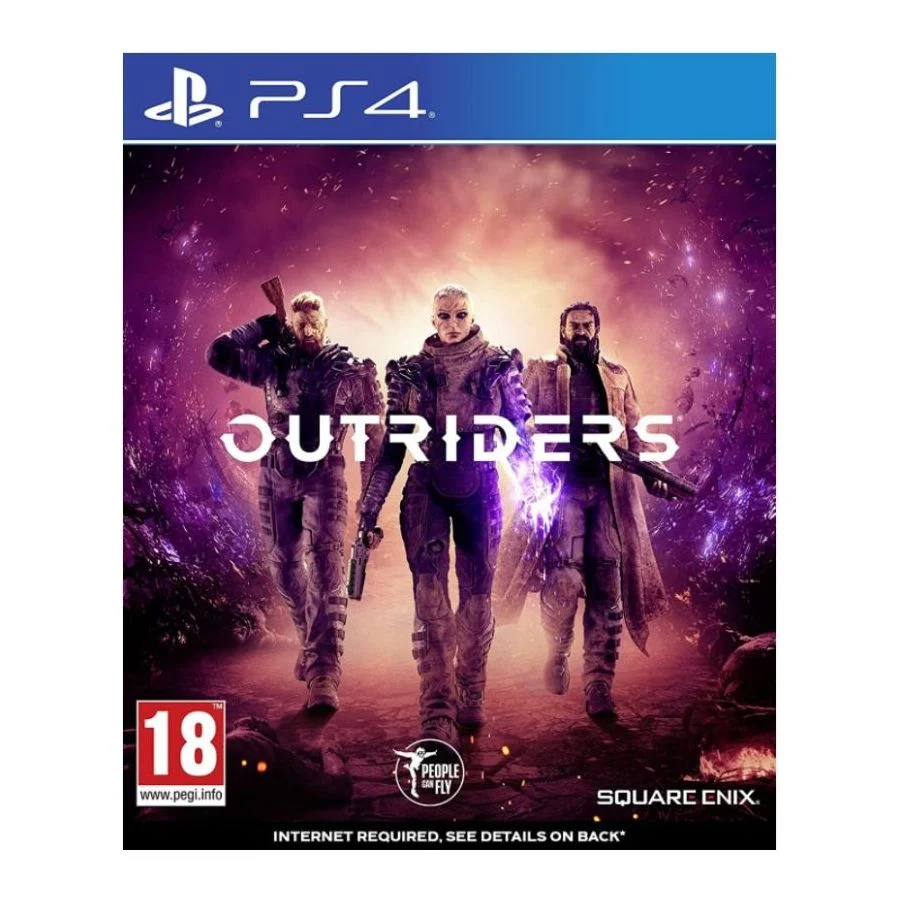 PS4
OUTRIDERS
18
www.pegi.info
PEOPLE
CAN
FLY
SQUARE ENIX.
INTERNET REQUIRED, SEE DETAILS ON BACK*